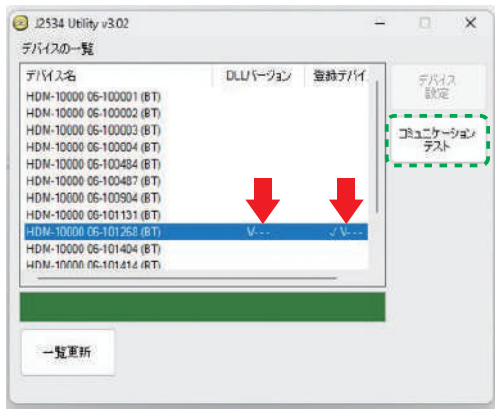 J2534 Utility v3.02
デバイスの一覧
デバイス名 DLLバージョン 登録デバイ
HDN-10000 06-100001 (BT)
HDN-10000 06-100002 (BT)
HDN-10000 06-100003 (BT)
HDN-10000 06-100004 (BT)
HDN-10000 06-100484 (BT)
HDN-10000 06-100487 (BT)
HDN-10000 06-100904 (BT)
HDN-10000 06-101131 (BT)
HDN-10000 06-101268 (BT) V--- ✓ V---
HDN-10000 06-101404 (BT)
HDN-10000 06-101414 (BT)
デバイス
設定
コミュニケーション
テスト
一覧更新